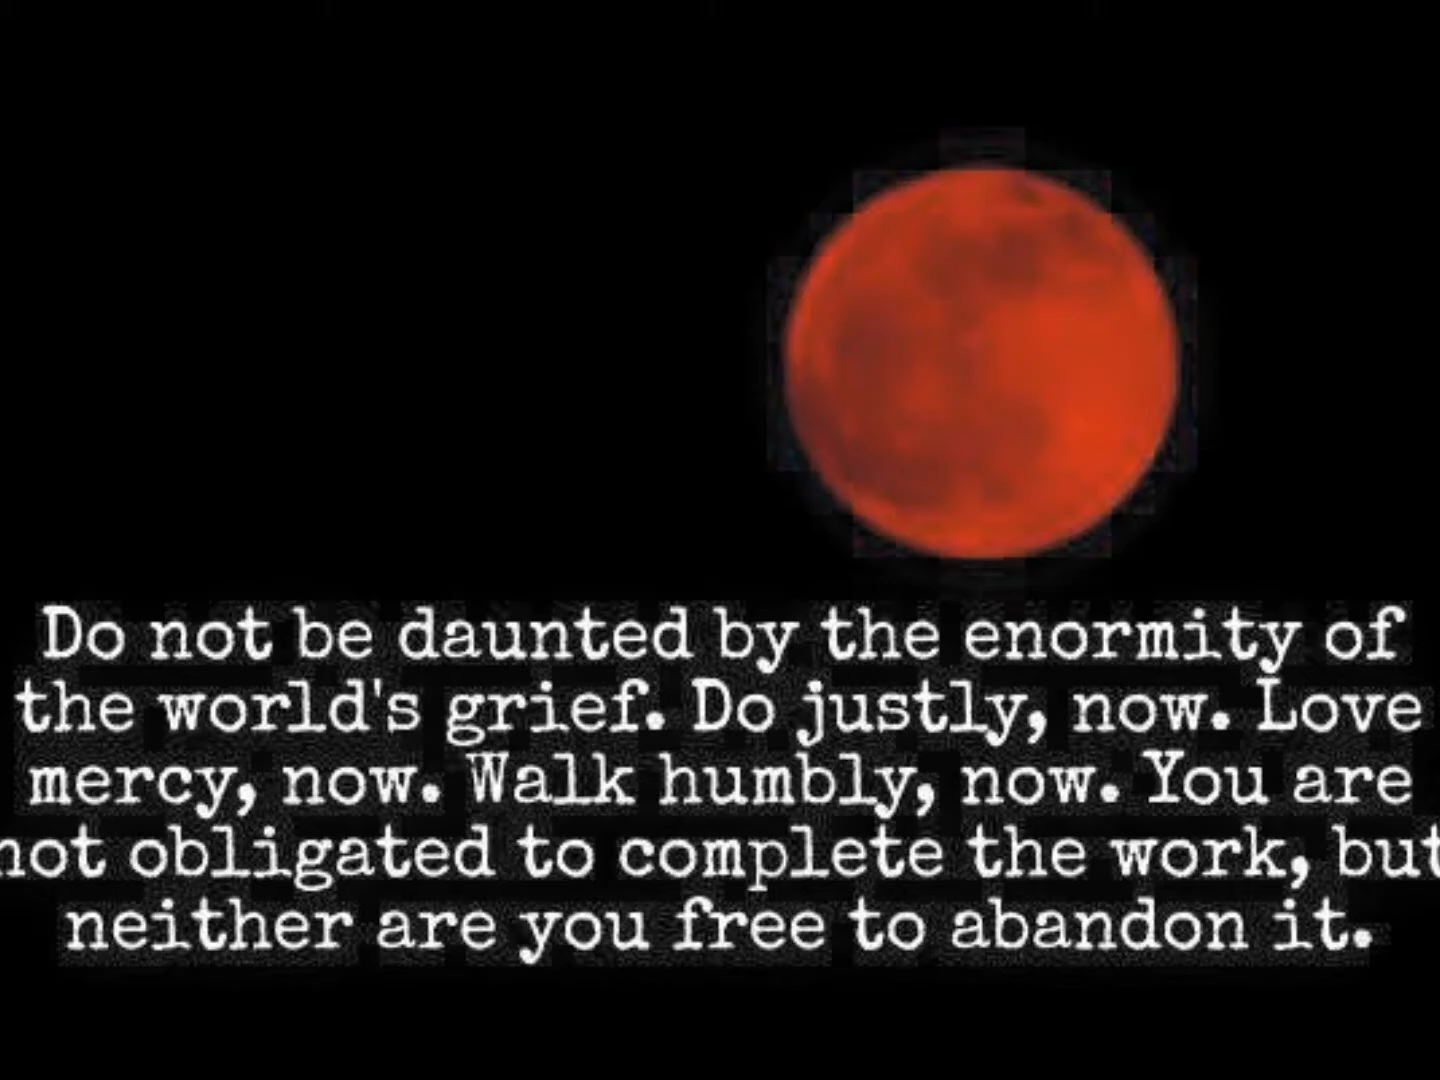 Do not be daunted by the enormity of
the world's grief. Do justly, now. Love
mercy, now. Walk humbly, now. You are
not obligated to complete the work, but
neither are you free to abandon it.